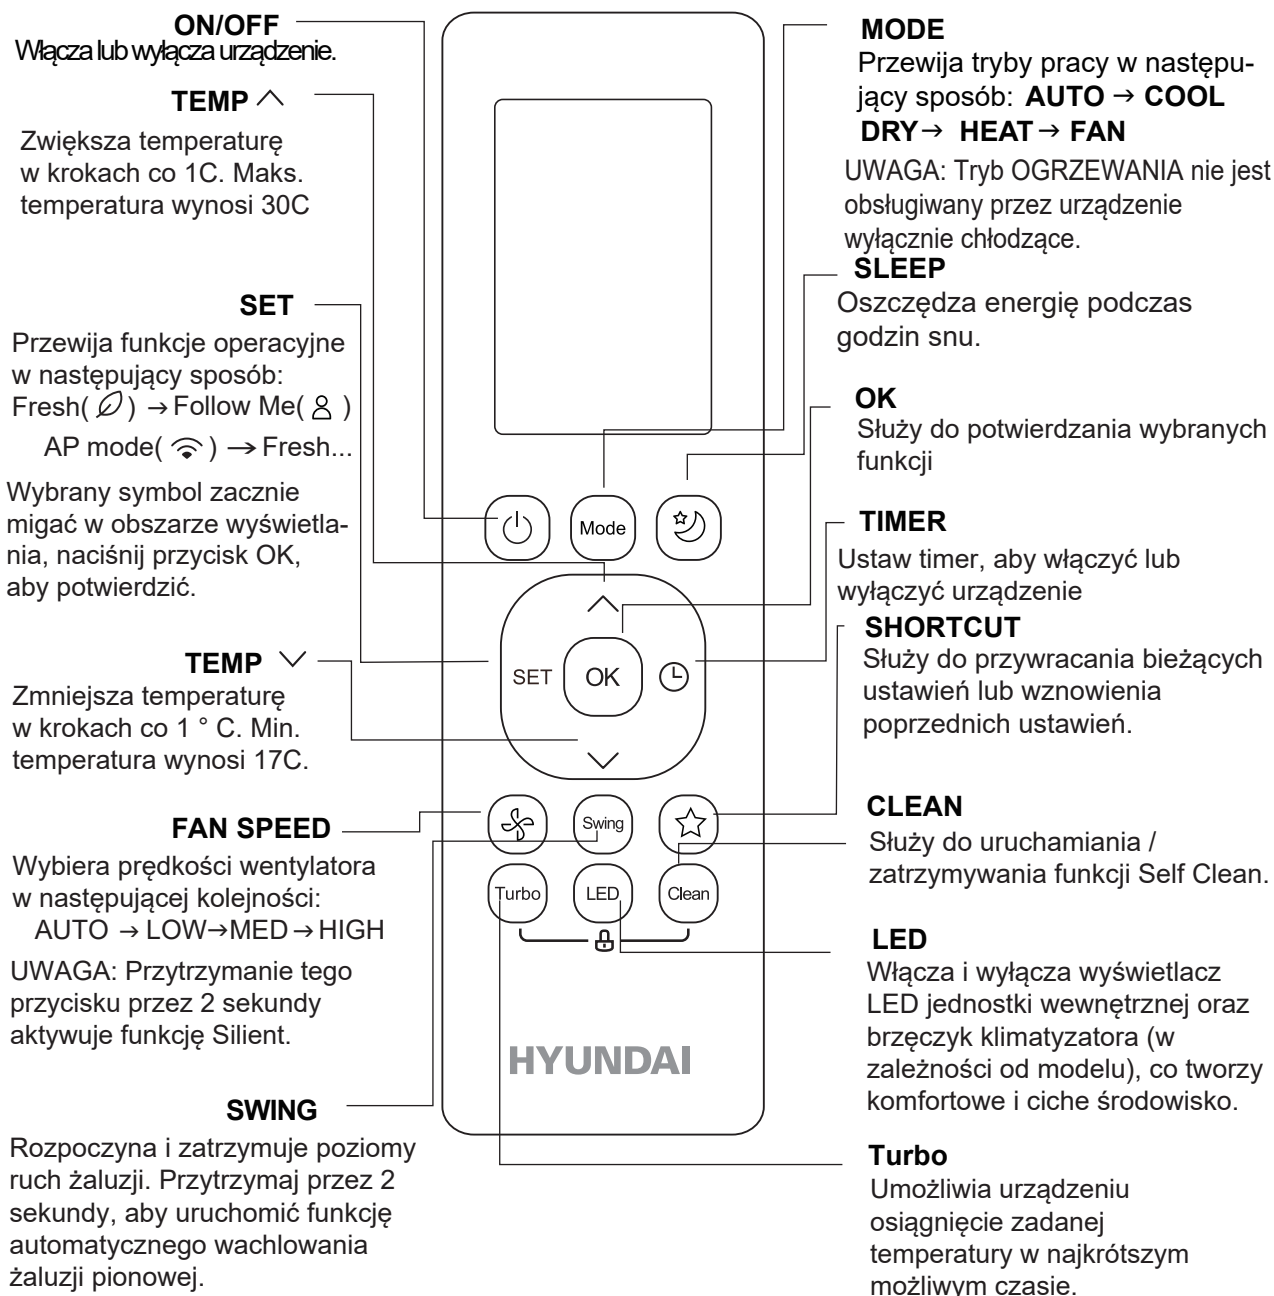 ON/OFF
Włącza lub wyłącza urządzenie.
TEMP
Zwiększa temperaturę
w krokach co 1C. Maks.
temperatura wynosi 30C
SET
Przewija funkcje operacyjne
w następujący sposób:
Fresh( ) → Follow Me( )
AP mode( ) → Fresh...
Wybrany symbol zacznie
migać w obszarze wyświetla-
nia, naciśnij przycisk OK,
aby potwierdzić.
TEMP
Zmniejsza temperaturę
w krokach co 1 ° C. Min.
temperatura wynosi 17C.
FAN SPEED
Wybiera prędkości wentylatora
w następującej kolejności:
AUTO → LOW→MED→HIGH
UWAGA: Przytrzymanie tego
przycisku przez 2 sekundy
aktywuje funkcję Silient.
SWING
Rozpoczyna i zatrzymuje poziomy
ruch żaluzji. Przytrzymaj przez 2
sekundy, aby uruchomić funkcję
automatycznego wachlowania
żaluzji pionowej.
Mode
SET
OK
Swing
Turbo
LED
Clean
HYUNDAI
MODE
Przewija tryby pracy w następu-
jący sposób: AUTO → COOL
DRY→ HEAT→ FAN
UWAGA: Tryb OGRZEWANIA nie jest
obsługiwany przez urządzenie
wyłącznie chłodzące.
SLEEP
Oszczędza energię podczas
godzin snu.
OK
Służy do potwierdzania wybranych
funkcji
TIMER
Ustaw timer, aby włączyć lub
wyłączyć urządzenie
SHORTCUT
Służy do przywracania bieżących
ustawień lub wznowienia
poprzednich ustawień.
CLEAN
Służy do uruchamiania /
zatrzymywania funkcji Self Clean.
LED
Włącza i wyłącza wyświetlacz
LED jednostki wewnętrznej oraz
brzęczyk klimatyzatora (w
zależności od modelu), co tworzy
komfortowe i ciche środowisko.
Turbo
Umożliwia urządzeniu
osiągnięcie zadanej
temperatury w najkrótszym
możliwym czasie.